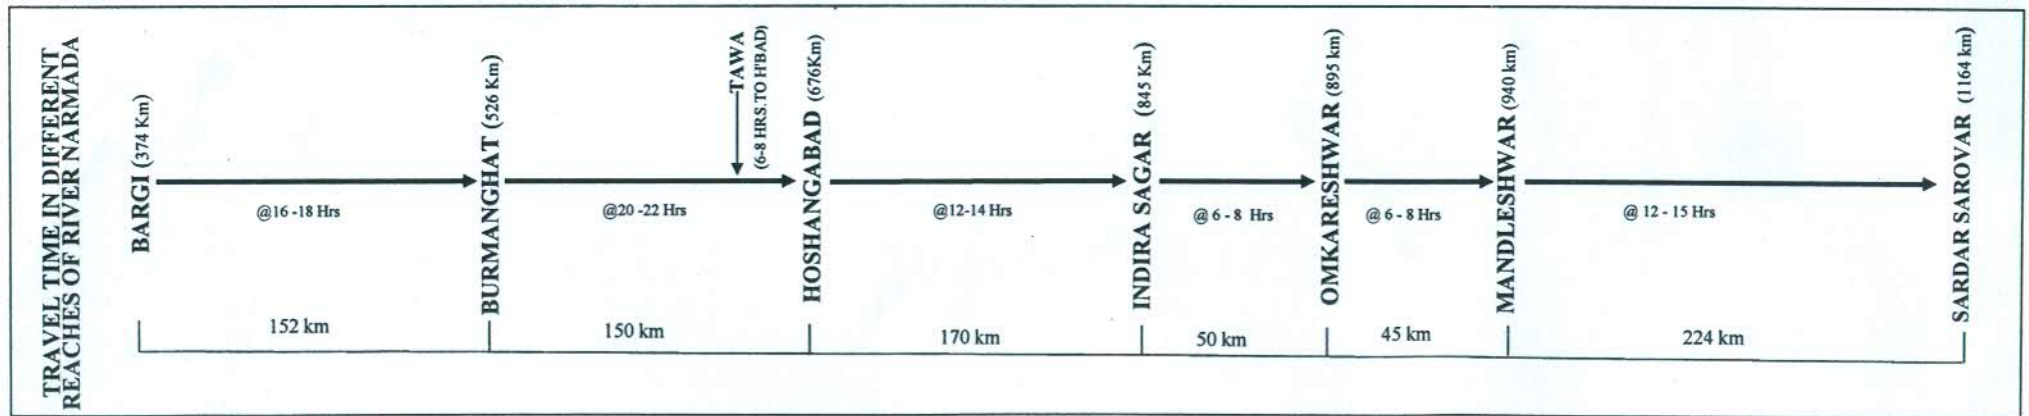 TRAVEL TIME IN DIFFERENT
REACHES OF RIVER NARMADA
BARGI (374 Km)
@16 -18 Hrs
BURMANGHAT (526 Km)
@20 -22 Hrs
TAWA
(6-8 HRS.TO H'BAD)
HOSHANGABAD (676Km)
@12-14 Hrs
INDIRA SAGAR (845 Km)
@ 6 - 8 Hrs
OMKARESHWAR (895 km)
@ 6 - 8 Hrs
MANDLESHWAR (940 km)
@ 12 - 15 Hrs
SARDAR SAROVAR (1164 km)
152 km
150 km
170 km
50 km
45 km
224 km